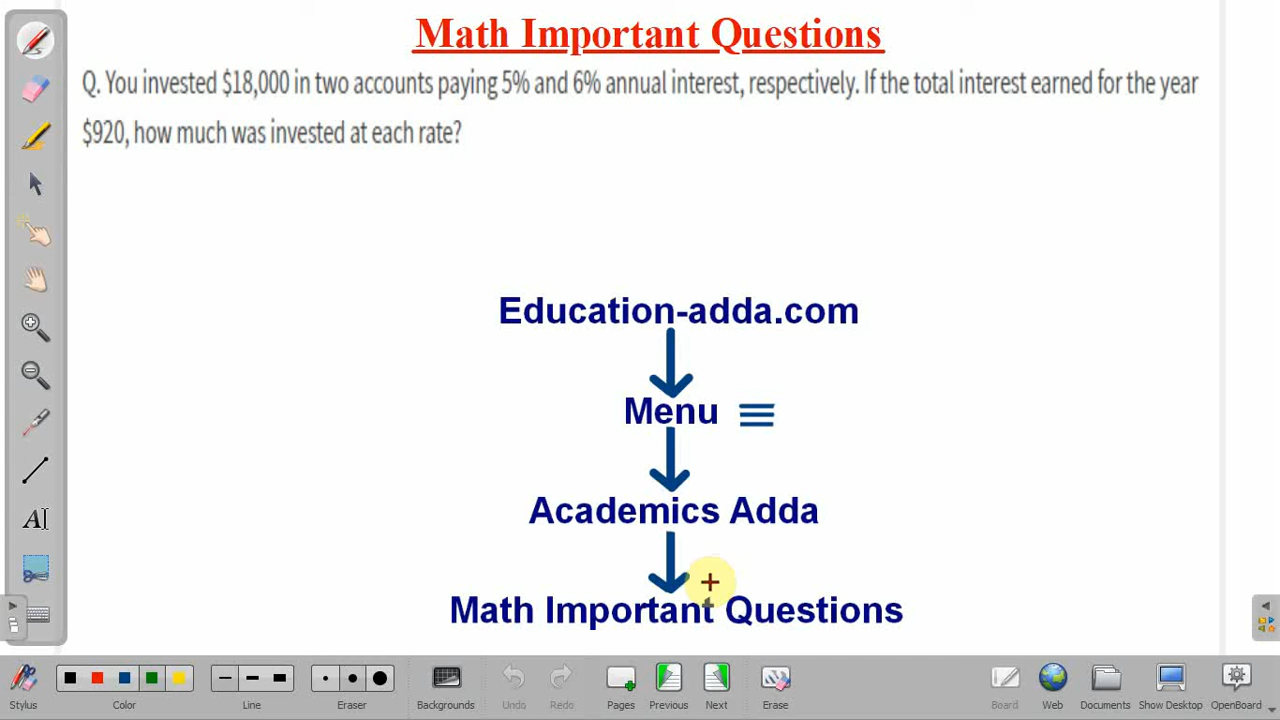 Math Important Questions
Q. You invested $18,000 in two accounts paying 5% and 6% annual interest, respectively. If the total interest earned for the year
$920, how much was invested at each rate?
Education-adda.com
Menu
Academics Adda
Math Important Questions
AI
Stylus
Color
Line
Eraser
Backgrounds
Undo
Redo
Pages
Previous
Next
Erase
Board
Web
Documents
Show Desktop
OpenBoard